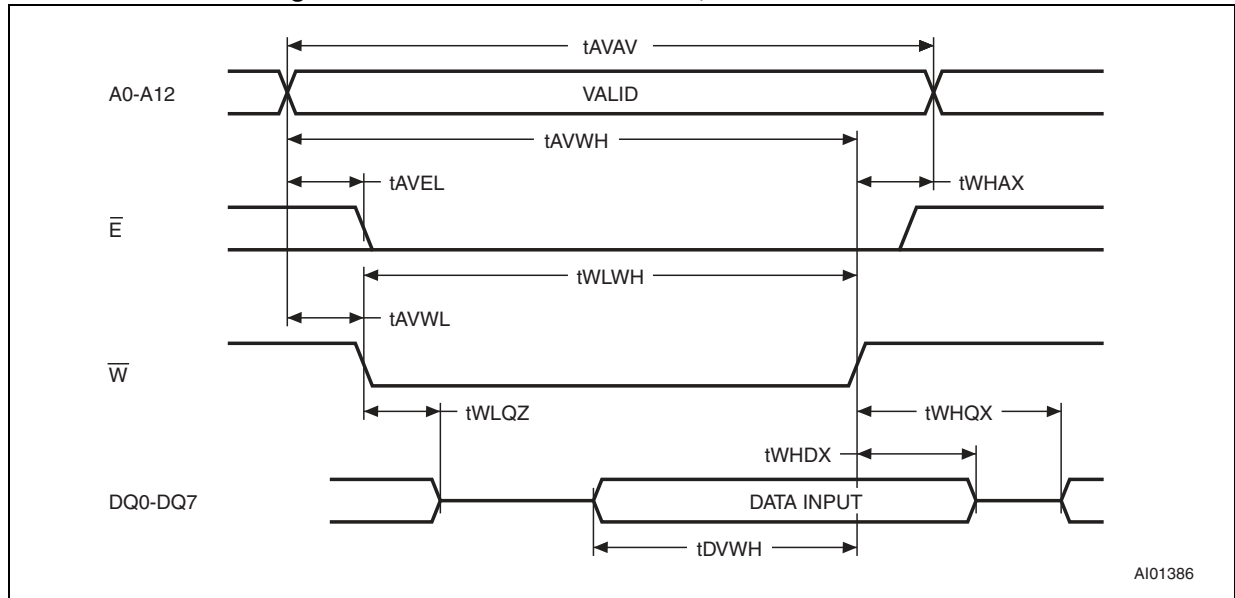 tAVAV
A0-A12
VALID
tAVWH
tAVEL
tWHAX
E̅
tWLWH
tAVWL
W̅
tWLQZ
tWHQX
tWHDX
DQ0-DQ7
DATA INPUT
tDVWH
AI01386